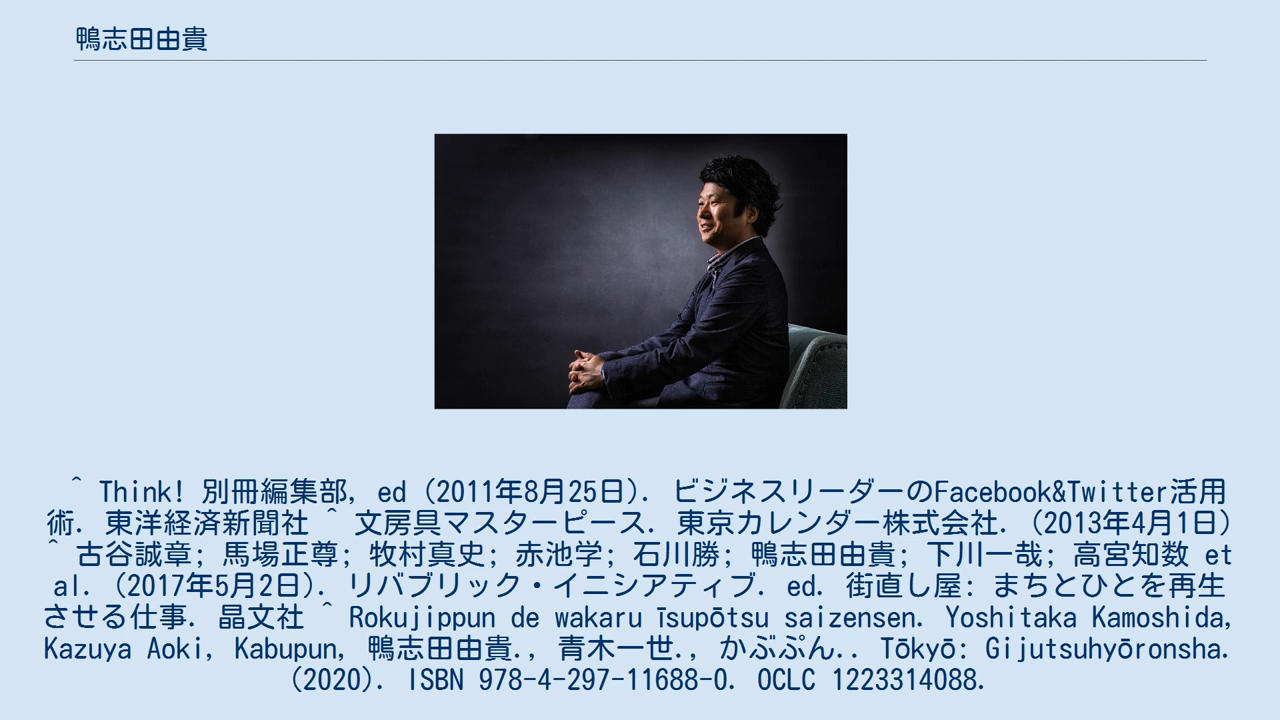 鴨志田由貴
^ Think! 別冊編集部, ed (2011年8月25日). ビジネスリーダーのFacebook&Twitter活用
術. 東洋経済新聞社 ^ 文房具マスターピース. 東京カレンダー株式会社. (2013年4月1日)
^ 古谷誠章; 馬場正尊; 牧村真史; 赤池学; 石川勝; 鴨志田由貴; 下川一哉; 高宮知数 et
al. (2017年5月2日). リパブリック・イニシアティブ. ed. 街直し屋: まちとひとを再生
させる仕事. 晶文社 ^ Rokujippun de wakaru īsupōtsu saizensen. Yoshitaka Kamoshida,
Kazuya Aoki, Kabupun, 鴨志田由貴., 青木一世., かぶぷん.. Tōkyō: Gijutsuhyōronsha.
(2020). ISBN 978-4-297-11688-0. OCLC 1223314088.